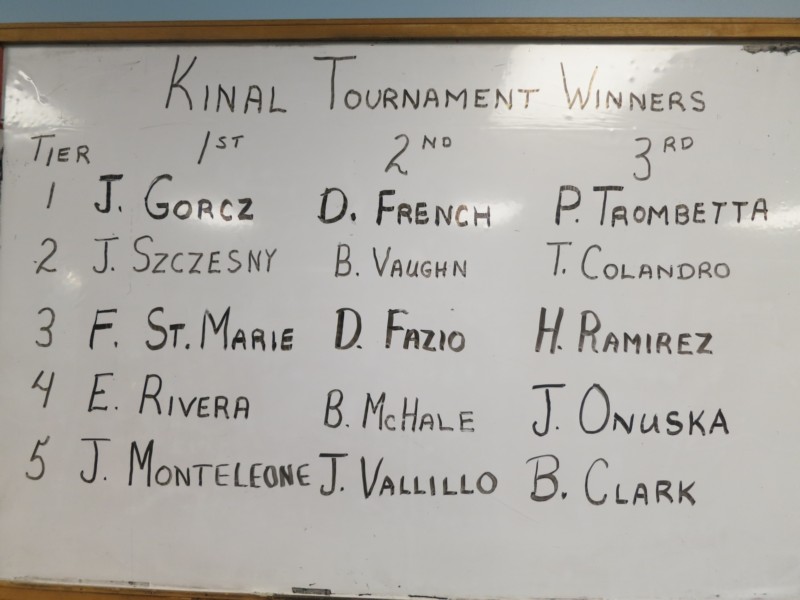 KINAL TOURNAMENT WINNERS
TIER 1ST 2ND 3RD
1 J. GORCZ D. FRENCH P. TROMBETTA
2 J. SZCZESNY B. VAUGHN T. COLANDRO
3 F. ST. MARIE D. FAZIO H. RAMIREZ
4 E. RIVERA B. McHALE J. ONUSKA
5 J. MONTELEONE J. VALLILLO B. CLARK